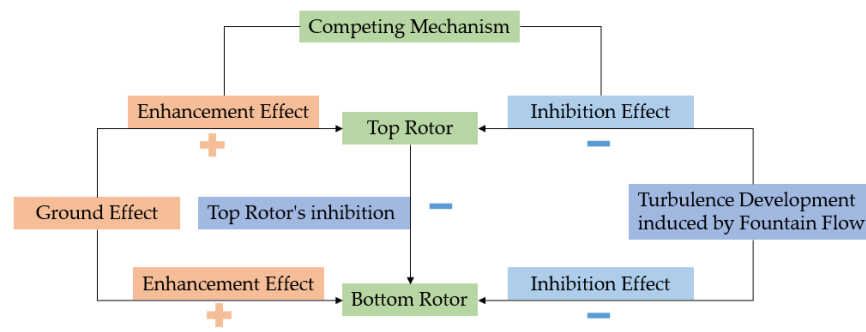 Competing Mechanism
Enhancement Effect
Inhibition Effect
Top Rotor
+
−
Ground Effect
Top Rotor's inhibition
−
Turbulence Development
induced by Fountain Flow
Enhancement Effect
Inhibition Effect
Bottom Rotor
+
−